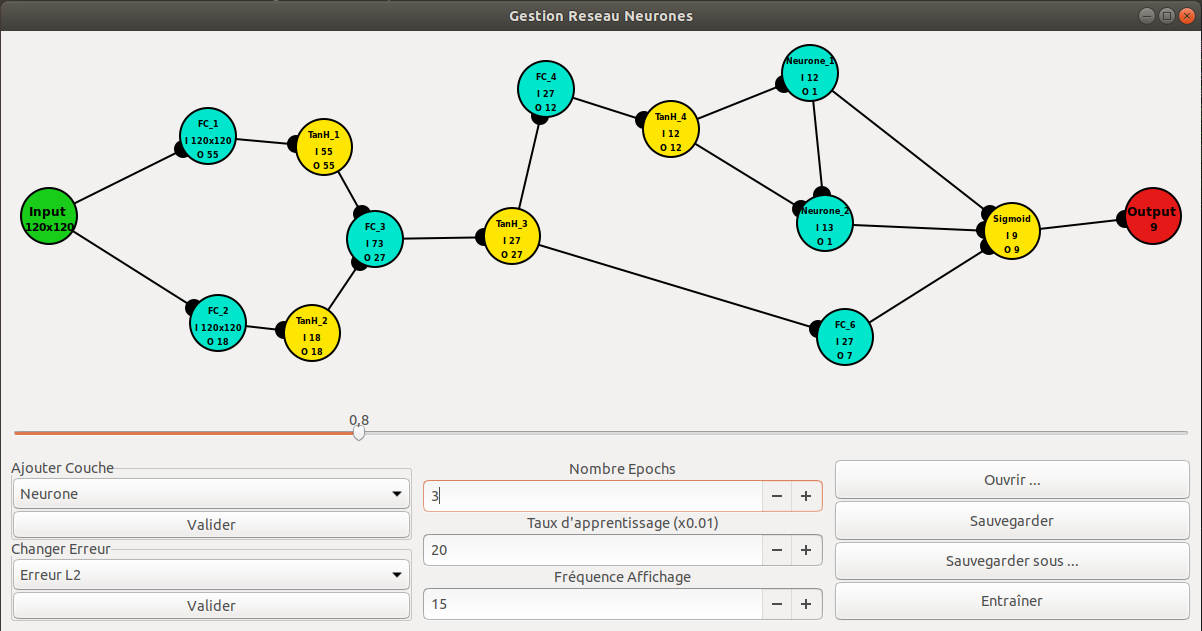 Gestion Reseau Neurones
Input
120x120
FC_1
I 120x120
O 55
TanH_1
I 55
O 55
FC_2
I 120x120
O 18
TanH_2
I 18
O 18
FC_3
I 73
O 27
TanH_3
I 27
O 27
FC_4
I 27
O 12
TanH_4
I 12
O 12
Neurone_1
I 12
O 1
Neurone_2
I 13
O 1
FC_6
I 27
O 7
Sigmoid
I 9
O 9
Output
9
0,8
Ajouter Couche
Neurone
Valider
Changer Erreur
Erreur L2
Valider
Nombre Epochs
3
Taux d'apprentissage (x0.01)
20
Fréquence Affichage
15
Ouvrir ...
Sauvegarder
Sauvegarder sous ...
Entraîner